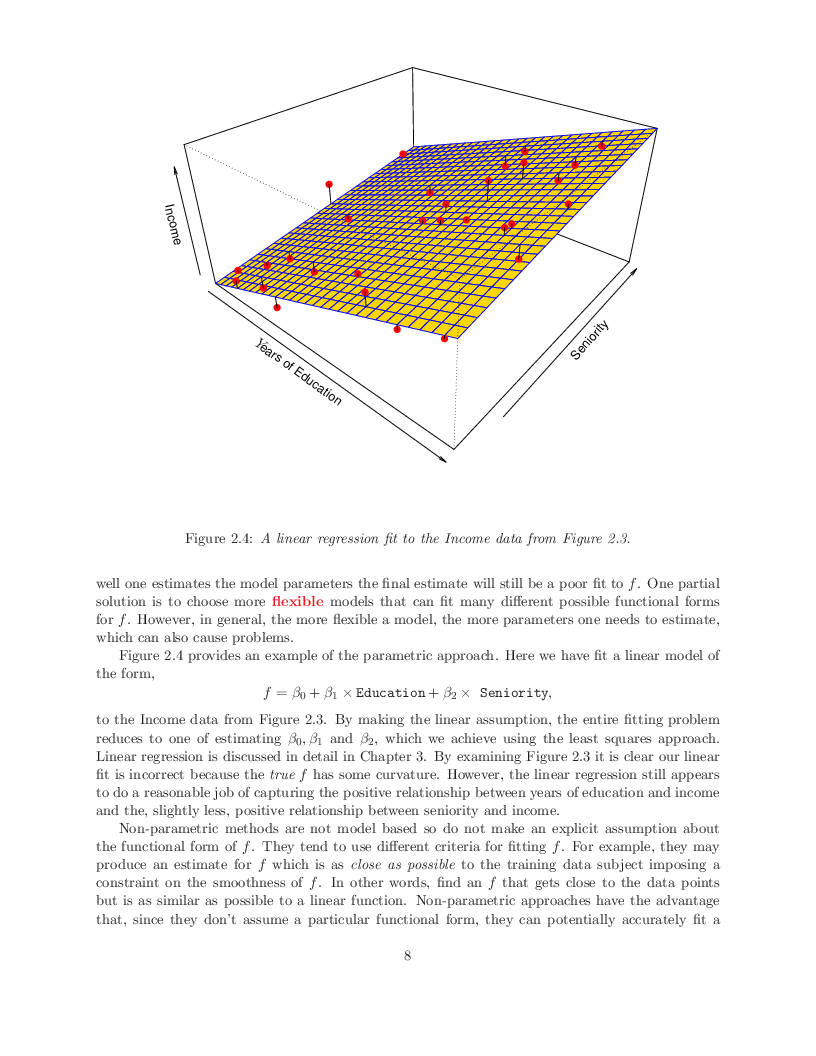 Income
Years of Education
Seniority
Figure 2.4: A linear regression fit to the Income data from Figure 2.3.
well one estimates the model parameters the final estimate will still be a poor fit to f. One partial
solution is to choose more flexible models that can fit many different possible functional forms
for f. However, in general, the more flexible a model, the more parameters one needs to estimate,
which can also cause problems.
Figure 2.4 provides an example of the parametric approach. Here we have fit a linear model of
the form,
f = β0 + β1 × Education + β2 × Seniority,
to the Income data from Figure 2.3. By making the linear assumption, the entire fitting problem
reduces to one of estimating β0, β1 and β2, which we achieve using the least squares approach.
Linear regression is discussed in detail in Chapter 3. By examining Figure 2.3 it is clear our linear
fit is incorrect because the true f has some curvature. However, the linear regression still appears
to do a reasonable job of capturing the positive relationship between years of education and income
and the, slightly less, positive relationship between seniority and income.
Non-parametric methods are not model based so do not make an explicit assumption about
the functional form of f. They tend to use different criteria for fitting f. For example, they may
produce an estimate for f which is as close as possible to the training data subject imposing a
constraint on the smoothness of f. In other words, find an f that gets close to the data points
but is as similar as possible to a linear function. Non-parametric approaches have the advantage
that, since they don't assume a particular functional form, they can potentially accurately fit a
8